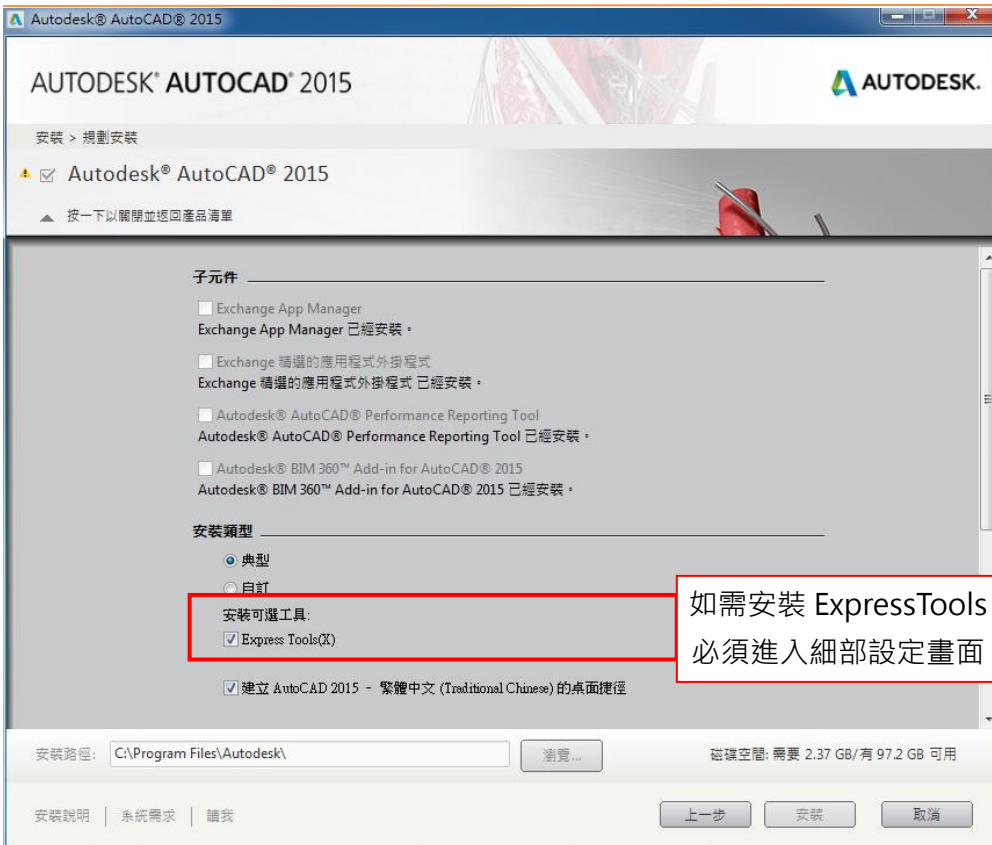 Autodesk® AutoCAD® 2015
AUTODESK® AUTOCAD® 2015
AUTODESK.
安裝 > 規劃安裝
Autodesk® AutoCAD® 2015
按一下以關閉並返回產品清單
子元件
Exchange App Manager
Exchange App Manager 已經安裝。
Exchange 精選的應用程式外掛程式
Exchange 精選的應用程式外掛程式 已經安裝。
Autodesk® AutoCAD® Performance Reporting Tool
Autodesk® AutoCAD® Performance Reporting Tool 已經安裝。
Autodesk® BIM 360™ Add-in for AutoCAD® 2015
Autodesk® BIM 360™ Add-in for AutoCAD® 2015 已經安裝。
安裝類型
典型
自訂
安裝可選工具:
Express Tools(X)
如需安裝 ExpressTools
必須進入細部設定畫面
建立 AutoCAD 2015 - 繁體中文 (Traditional Chinese) 的桌面捷徑
安裝路徑: C:\Program Files\Autodesk\ 瀏覽... 磁碟空間: 需要 2.37 GB/有 97.2 GB 可用
安裝說明 | 系統需求 | 讀我 上一步 安裝 取消